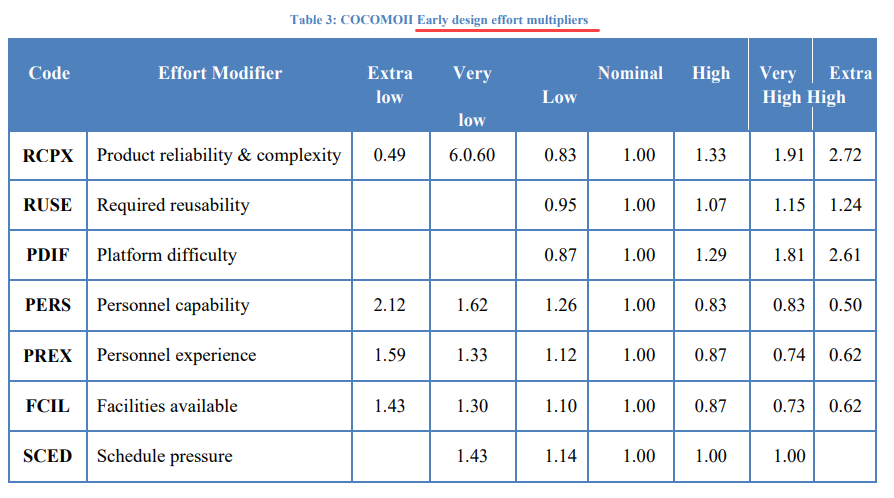 Table 3: COCOMOII Early design effort multipliers
Code Effort Modifier Extra low Very low Low Nominal High Very High Extra High
RCPX Product reliability & complexity 0.49 6.0.60 0.83 1.00 1.33 1.91 2.72
RUSE Required reusability 0.95 1.00 1.07 1.15 1.24
PDIF Platform difficulty 0.87 1.00 1.29 1.81 2.61
PERS Personnel capability 2.12 1.62 1.26 1.00 0.83 0.83 0.50
PREX Personnel experience 1.59 1.33 1.12 1.00 0.87 0.74 0.62
FCIL Facilities available 1.43 1.30 1.10 1.00 0.87 0.73 0.62
SCED Schedule pressure 1.43 1.14 1.00 1.00 1.00